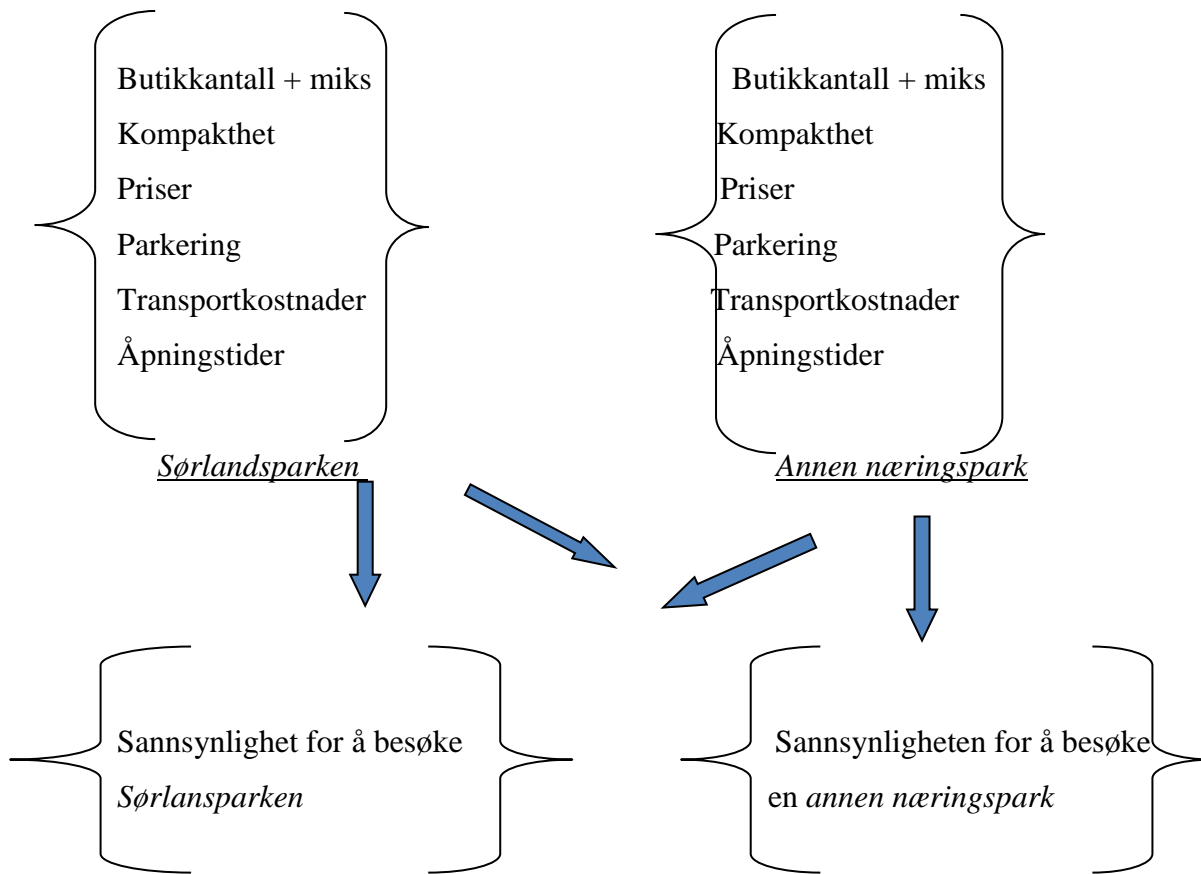 Butikkantall + miks
Kompakthet
Priser
Parkering
Transportkostnader
Åpningstider
Sørlandsparken
Butikkantall + miks
Kompakthet
Priser
Parkering
Transportkostnader
Åpningstider
Annen næringspark
Sannsynlighet for å besøke
Sørlansparken
Sannsynligheten for å besøke
en annen næringspark